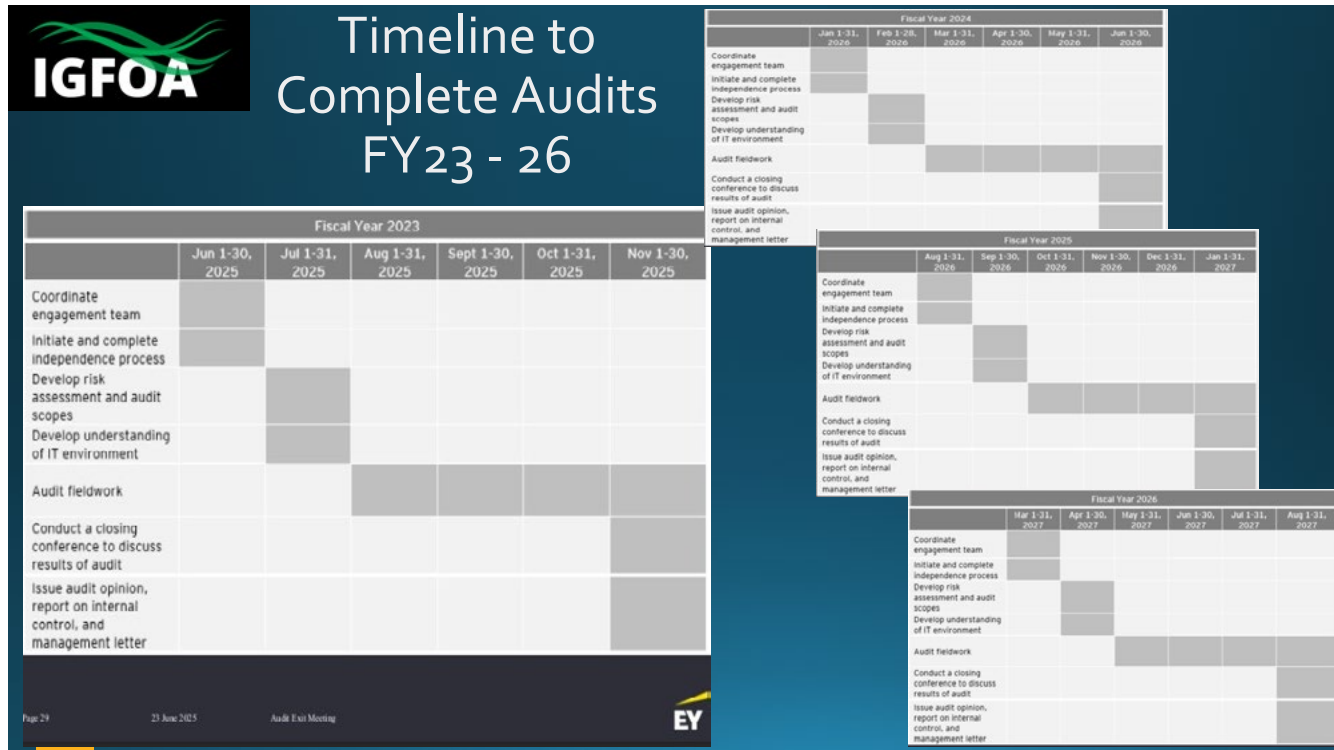 IGFOA
Timeline to
Complete Audits
FY23 - 26
Fiscal Year 2023
Jun 1-30, Jul 1-31, Aug 1-31, Sept 1-30, Oct 1-31, Nov 1-30,
2025 2025 2025 2025 2025 2025
Coordinate
engagement team
Initiate and complete
independence process
Develop risk
assessment and audit
scopes
Develop understanding
of IT environment
Audit fieldwork
Conduct a closing
conference to discuss
results of audit
Issue audit opinion,
report on internal
control, and
management letter
Page 29 23 June 2025 Audit Exit Meeting
EY
Fiscal Year 2024
Jan 1-31, Feb 1-28, Mar 1-31, Apr 1-30, May 1-31, Jun 1-30,
2026 2026 2026 2026 2026 2026
Coordinate
engagement team
Initiate and complete
independence process
Develop risk
assessment and audit
scopes
Develop understanding
of IT environment
Audit fieldwork
Conduct a closing
conference to discuss
results of audit
Issue audit opinion,
report on internal
control, and
management letter
Fiscal Year 2025
Aug 1-31, Sep 1-30, Oct 1-31, Nov 1-30, Dec 1-31, Jan 1-31,
2026 2026 2026 2026 2026 2027
Coordinate
engagement team
Initiate and complete
independence process
Develop risk
assessment and audit
scopes
Develop understanding
of IT environment
Audit fieldwork
Conduct a closing
conference to discuss
results of audit
Issue audit opinion,
report on internal
control, and
management letter
Fiscal Year 2026
Mar 1-31, Apr 1-30, May 1-31, Jun 1-30, Jul 1-31, Aug 1-31,
2027 2027 2027 2027 2027 2027
Coordinate
engagement team
Initiate and complete
independence process
Develop risk
assessment and audit
scopes
Develop understanding
of IT environment
Audit fieldwork
Conduct a closing
conference to discuss
results of audit
Issue audit opinion,
report on internal
control, and
management letter